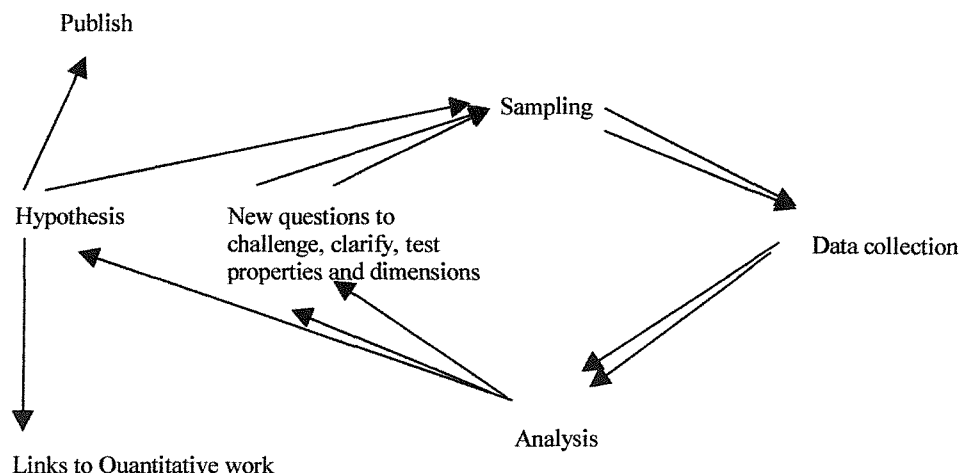 Publish
Sampling
Hypothesis
New questions to
challenge, clarify, test
properties and dimensions
Data collection
Analysis
Links to Quantitative work